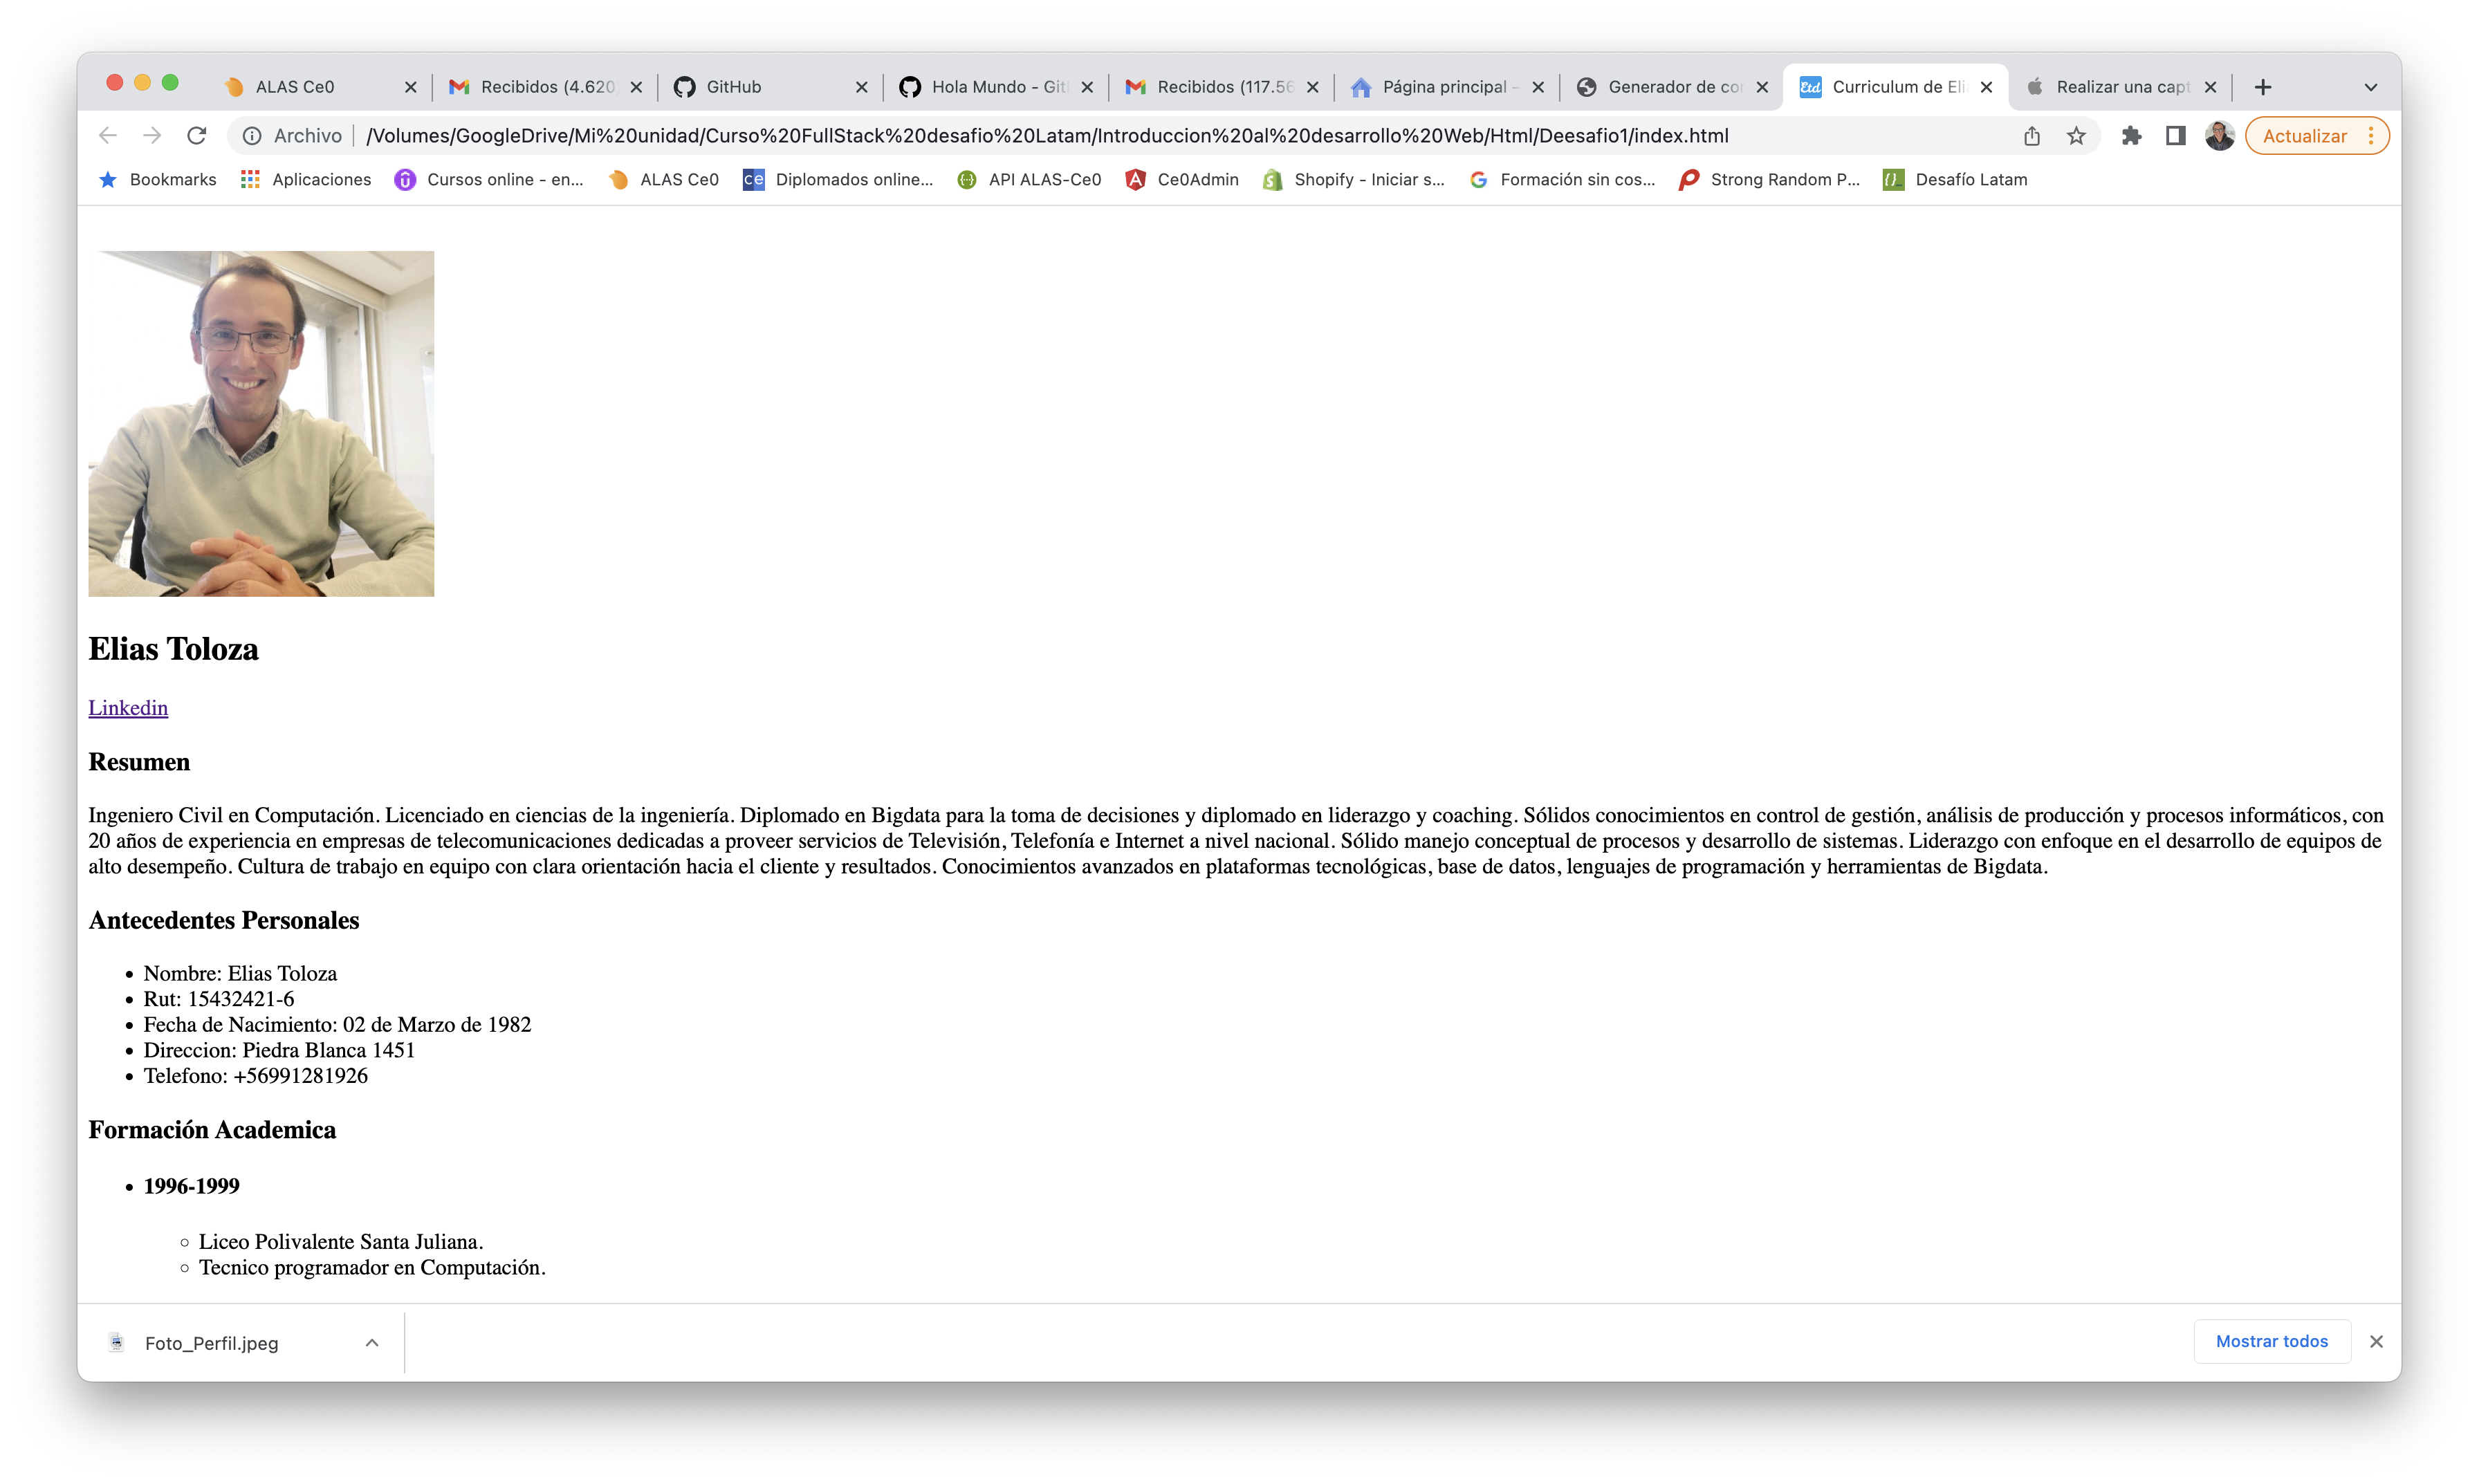 ALAS Ce0
Recibidos (4.620
GitHub
Hola Mundo - Git
Recibidos (117.56
Página principal -
Generador de cor
Curriculum de Eli
Realizar una capt
Archivo
/Volumes/GoogleDrive/Mi%20unidad/Curso%20FullStack%20desafio%20Latam/Introduccion%20al%20desarrollo%20Web/Html/Deesafio1/index.html
Actualizar
Bookmarks
Aplicaciones
Cursos online - en...
ALAS Ce0
ce
Diplomados online...
API ALAS-Ce0
Ce0Admin
Shopify - Iniciar s...
Formación sin cos...
Strong Random P...
Desafío Latam
Elias Toloza
Linkedin
Resumen
Ingeniero Civil en Computación. Licenciado en ciencias de la ingeniería. Diplomado en Bigdata para la toma de decisiones y diplomado en liderazgo y coaching. Sólidos conocimientos en control de gestión, análisis de producción y procesos informáticos, con
20 años de experiencia en empresas de telecomunicaciones dedicadas a proveer servicios de Televisión, Telefonía e Internet a nivel nacional. Sólido manejo conceptual de procesos y desarrollo de sistemas. Liderazgo con enfoque en el desarrollo de equipos de
alto desempeño. Cultura de trabajo en equipo con clara orientación hacia el cliente y resultados. Conocimientos avanzados en plataformas tecnológicas, base de datos, lenguajes de programación y herramientas de Bigdata.
Antecedentes Personales
Nombre: Elias Toloza
Rut: 15432421-6
Fecha de Nacimiento: 02 de Marzo de 1982
Direccion: Piedra Blanca 1451
Telefono: +56991281926
Formación Academica
1996-1999
Liceo Polivalente Santa Juliana.
Tecnico programador en Computación.
Foto_Perfil.jpeg
Mostrar todos